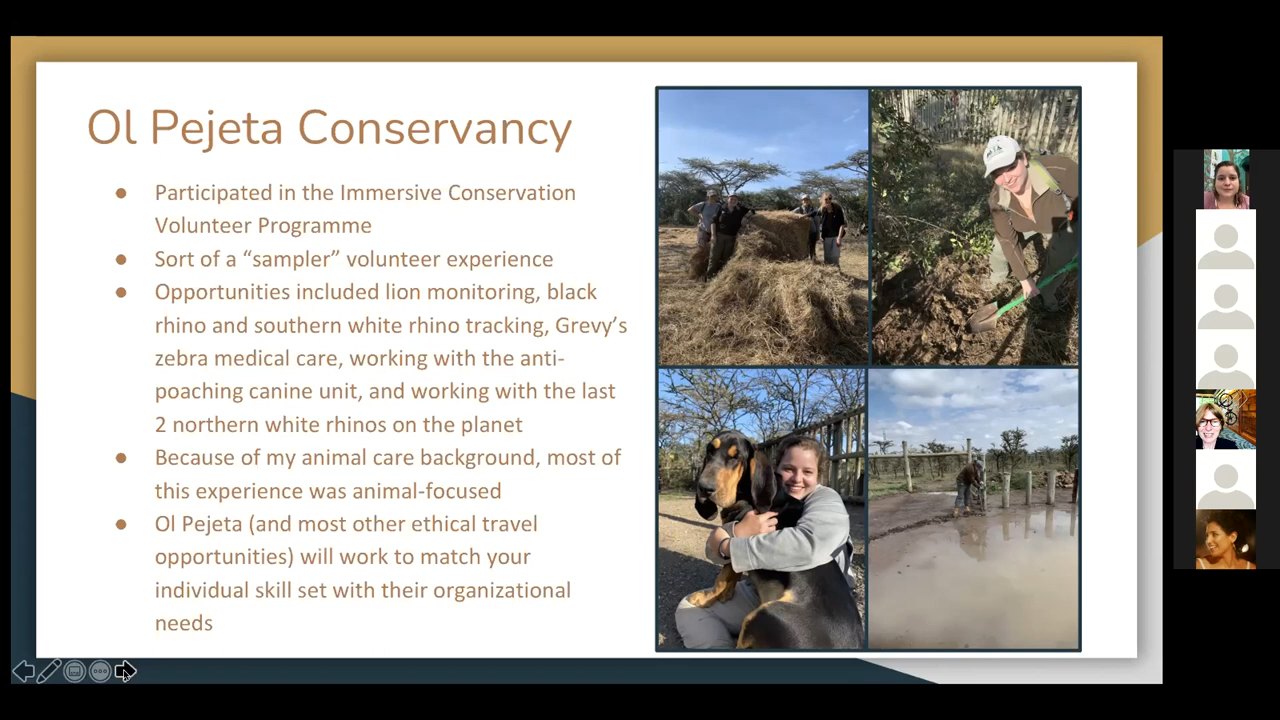 Ol Pejeta Conservancy
● Participated in the Immersive Conservation
Volunteer Programme
● Sort of a “sampler” volunteer experience
● Opportunities included lion monitoring, black
rhino and southern white rhino tracking, Grevy’s
zebra medical care, working with the anti-
poaching canine unit, and working with the last
2 northern white rhinos on the planet
● Because of my animal care background, most of
this experience was animal-focused
● Ol Pejeta (and most other ethical travel
opportunities) will work to match your
individual skill set with their organizational
needs